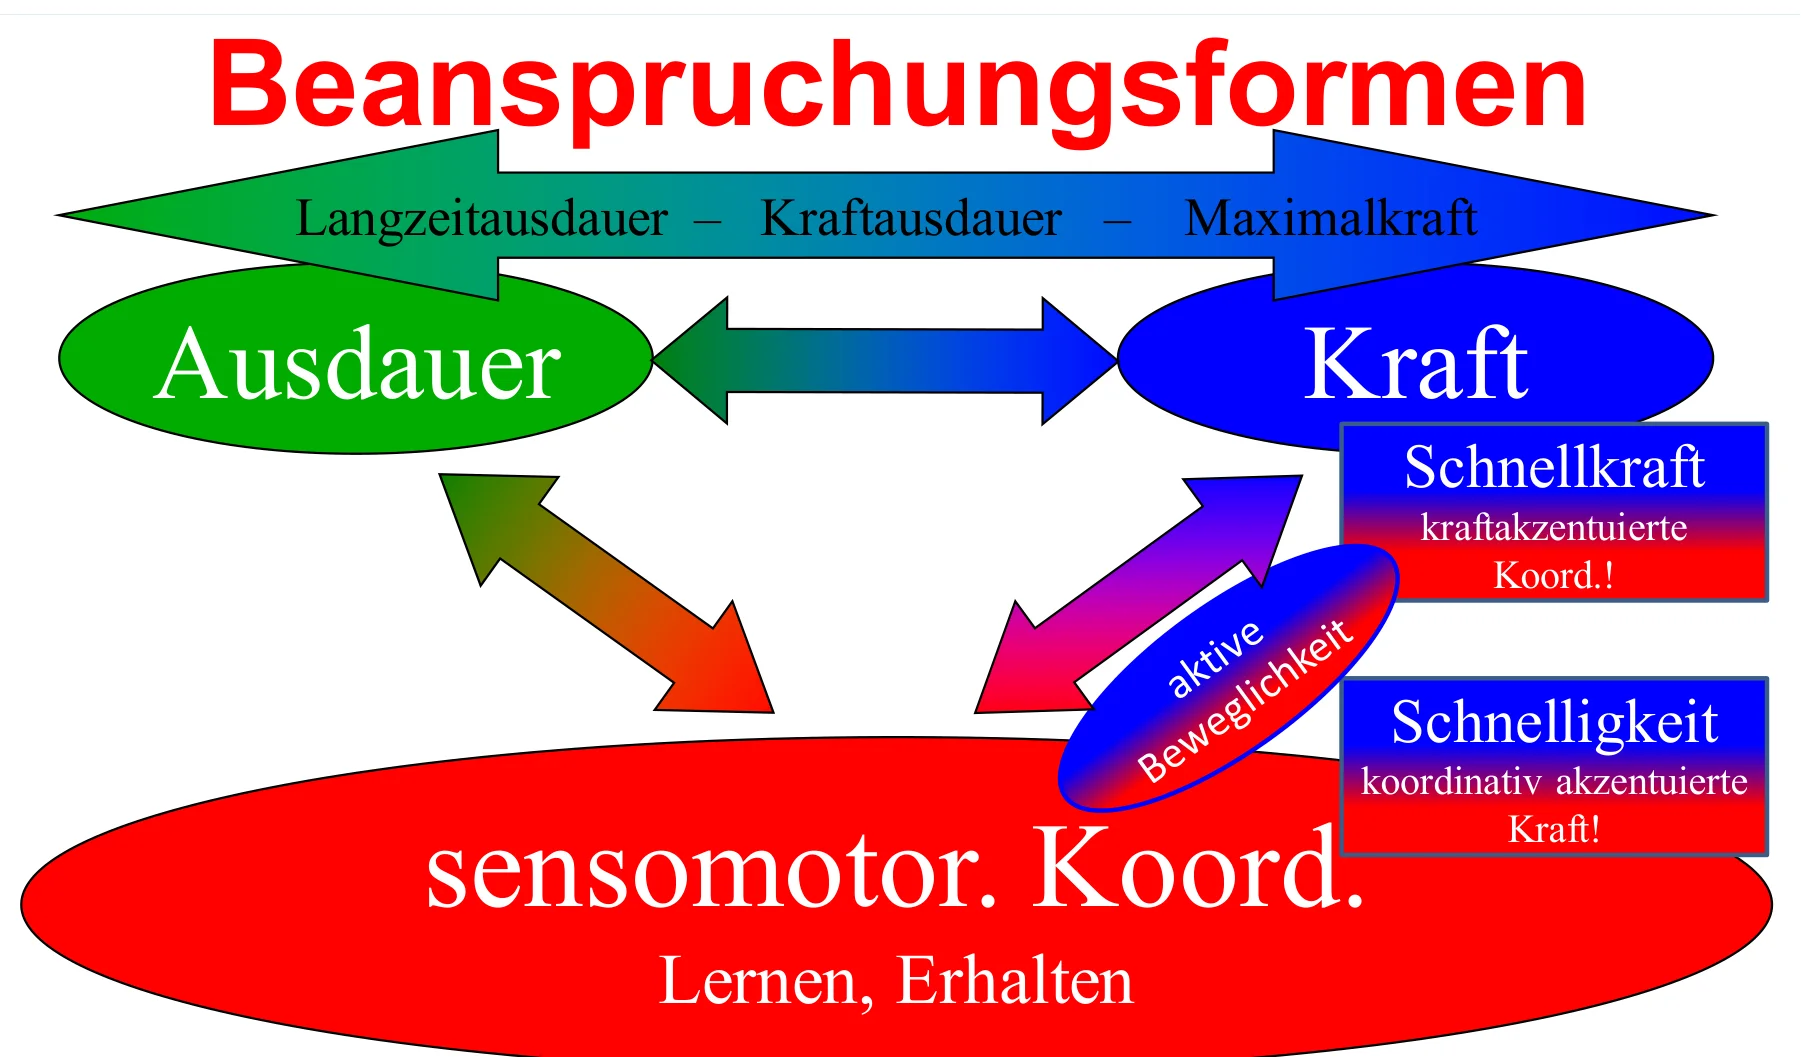 Beanspruchungsformen
Langzeitausdauer – Kraftausdauer – Maximalkraft
Ausdauer
Kraft
Schnellkraft
kraftakzentuierte
Koord.!
aktive
Beweglichkeit
Schnelligkeit
koordinativ akzentuierte
Kraft!
sensomotor. Koord.
Lernen, Erhalten